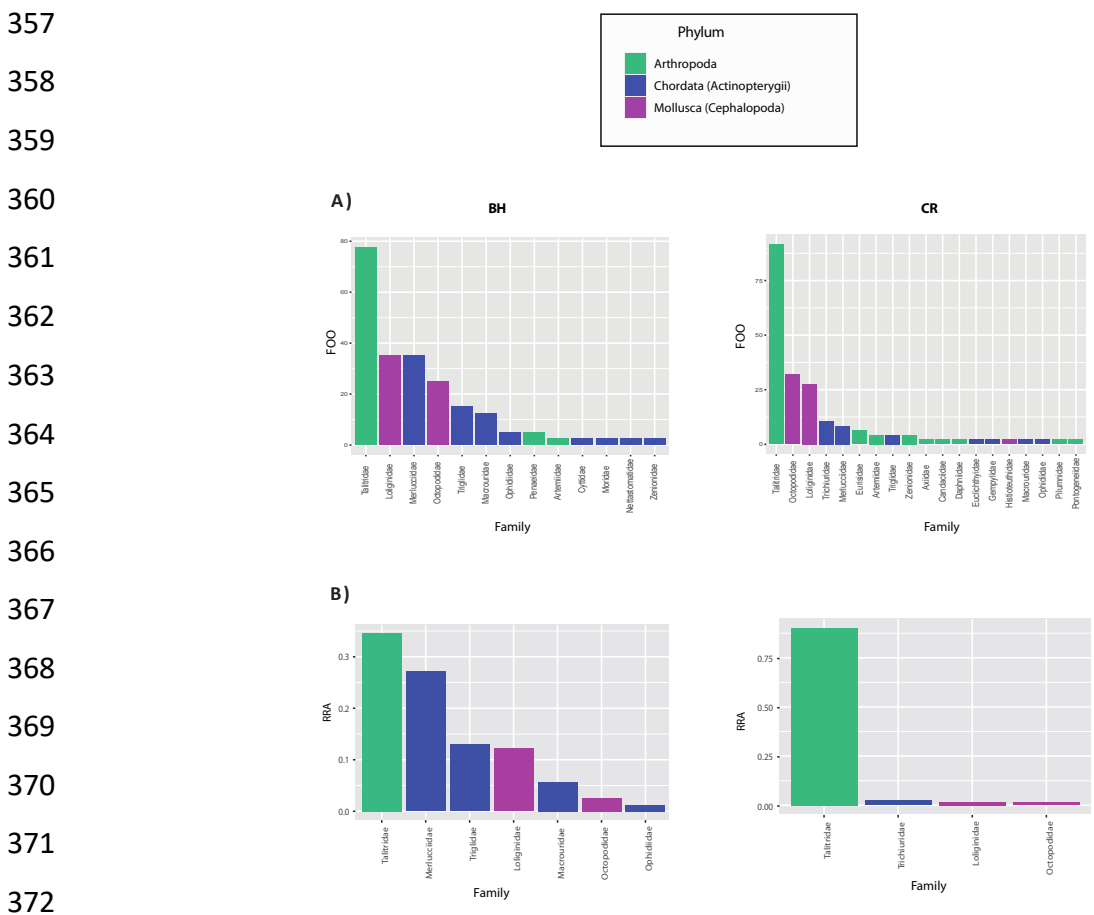 357
358
359
360
361
362
363
364
365
366
367
368
369
370
371
372
Phylum
Arthropoda
Chordata (Actinopterygii)
Mollusca (Cephalopoda)
A)
BH
FOO
80
60
40
20
0
Talitridae
Loliginidae
Merlucciidae
Octopodidae
Triglidae
Macrouridae
Ophidiidae
Penaeidae
Artemiidae
Cyttidae
Moridae
Nettastomatidae
Zenionidae
Family
CR
FOO
75
50
25
0
Talitridae
Octopodidae
Loliginidae
Trichiuridae
Merlucciidae
Eurisidae
Artemiidae
Triglidae
Zenionidae
Axiidae
Candaciidae
Daphniidae
Euclichthyidae
Gempylidae
Histioteuthidae
Macrouridae
Ophidiidae
Pilumnidae
Pontogeneiidae
Family
B)
RRA
0.3
0.2
0.1
0.0
Talitridae
Merlucciidae
Triglidae
Loliginidae
Macrouridae
Octopodidae
Ophidiidae
Family
RRA
0.75
0.50
0.25
0.00
Talitridae
Trichiuridae
Loliginidae
Octopodidae
Family